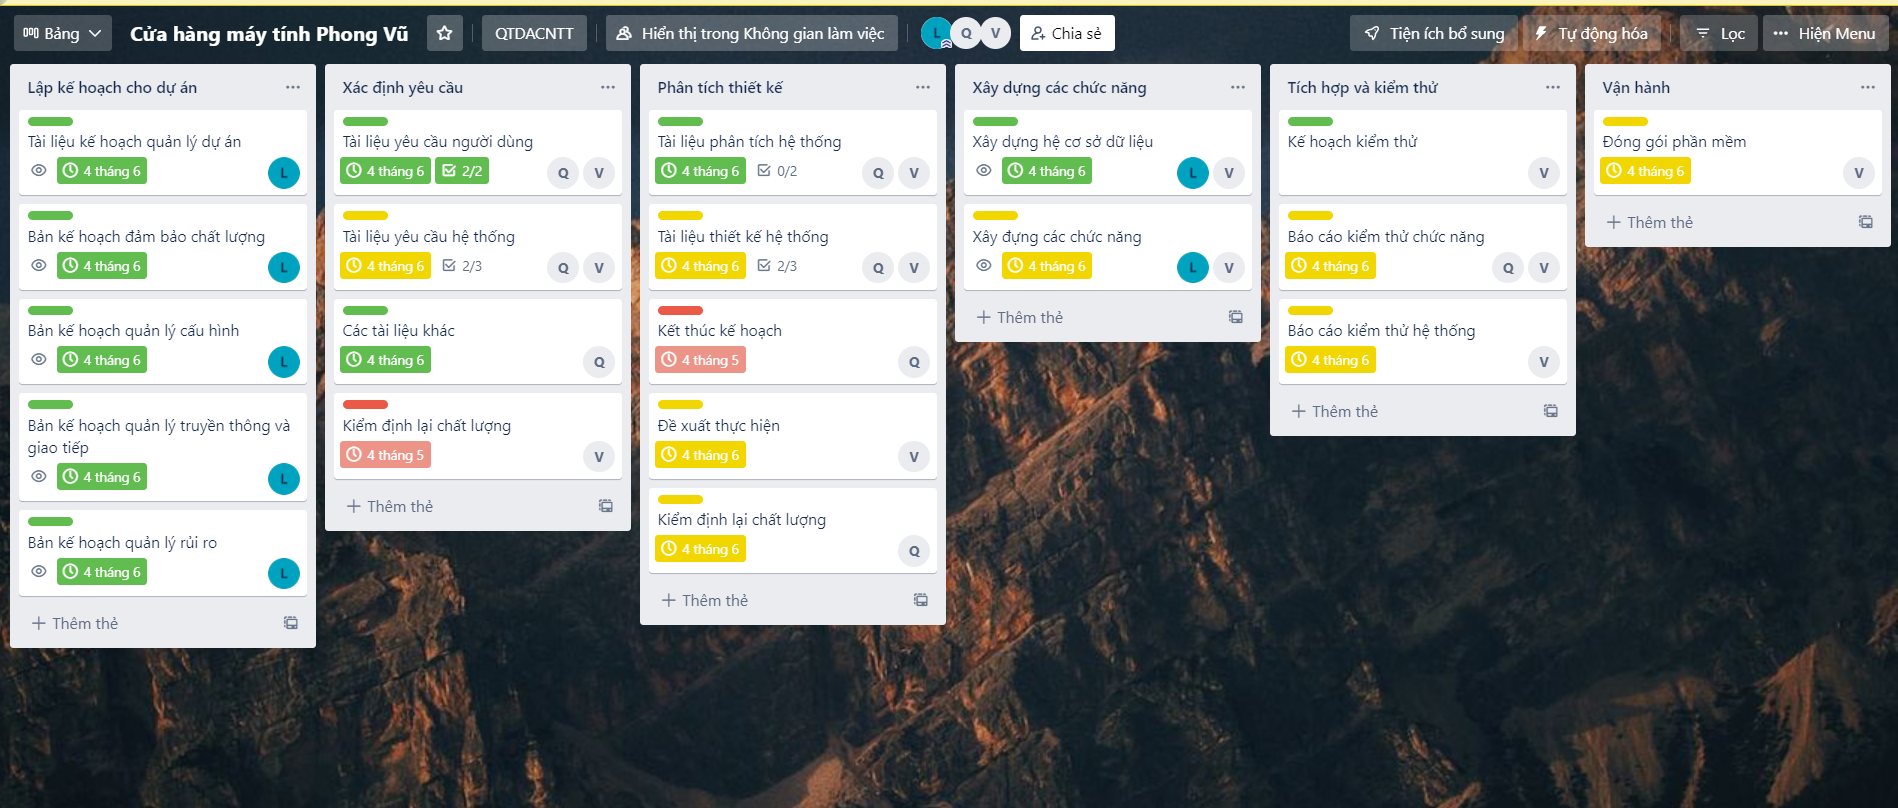 Bảng
Cửa hàng máy tính Phong Vũ
QTDACNTT
Hiển thị trong Không gian làm việc
L
Q
V
Chia sẻ
Tiện ích bổ sung
Tự động hóa
Lọc
Hiện Menu
Lập kế hoạch cho dự án
Tài liệu kế hoạch quản lý dự án
4 tháng 6
L
Bản kế hoạch đảm bảo chất lượng
4 tháng 6
L
Bản kế hoạch quản lý cấu hình
4 tháng 6
L
Bản kế hoạch quản lý truyền thông và
giao tiếp
4 tháng 6
L
Bản kế hoạch quản lý rủi ro
4 tháng 6
L
Thêm thẻ
Xác định yêu cầu
Tài liệu yêu cầu người dùng
4 tháng 6 2/2 Q V
Tài liệu yêu cầu hệ thống
4 tháng 6 2/3 Q V
Các tài liệu khác
4 tháng 6 Q
Kiểm định lại chất lượng
4 tháng 5 V
Thêm thẻ
Phân tích thiết kế
Tài liệu phân tích hệ thống
4 tháng 6 0/2 Q V
Tài liệu thiết kế hệ thống
4 tháng 6 2/3 Q V
Kết thúc kế hoạch
4 tháng 5 Q
Đề xuất thực hiện
4 tháng 6 V
Kiểm định lại chất lượng
4 tháng 6 Q
Thêm thẻ
Xây dựng các chức năng
Xây dựng hệ cơ sở dữ liệu
4 tháng 6 L V
Xây đựng các chức năng
4 tháng 6 L V
Thêm thẻ
Tích hợp và kiểm thử
Kế hoạch kiểm thử
V
Báo cáo kiểm thử chức năng
4 tháng 6 Q V
Báo cáo kiểm thử hệ thống
4 tháng 6 V
Thêm thẻ
Vận hành
Đóng gói phần mềm
4 tháng 6 V
Thêm thẻ